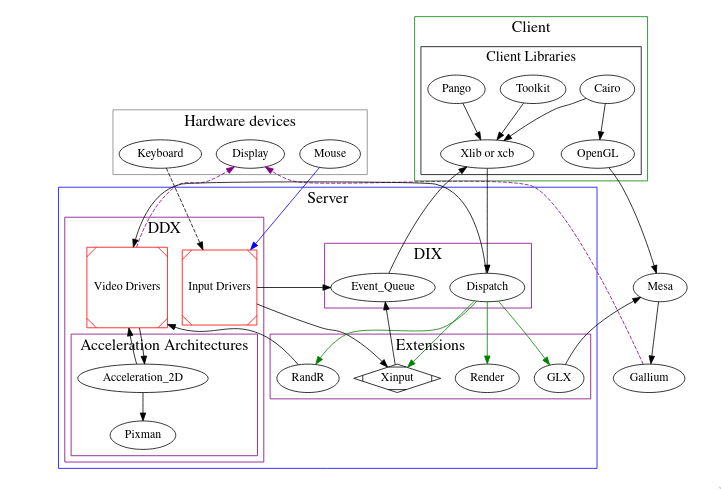 Client
Client Libraries
Pango
Toolkit
Cairo
Hardware devices
Keyboard
Display
Mouse
Xlib or xcb
OpenGL
Server
DDX
DIX
Video Drivers
Input Drivers
Event_Queue
Dispatch
Mesa
Acceleration Architectures
Extensions
Acceleration_2D
RandR
Xinput
Render
GLX
Gallium
Pixman